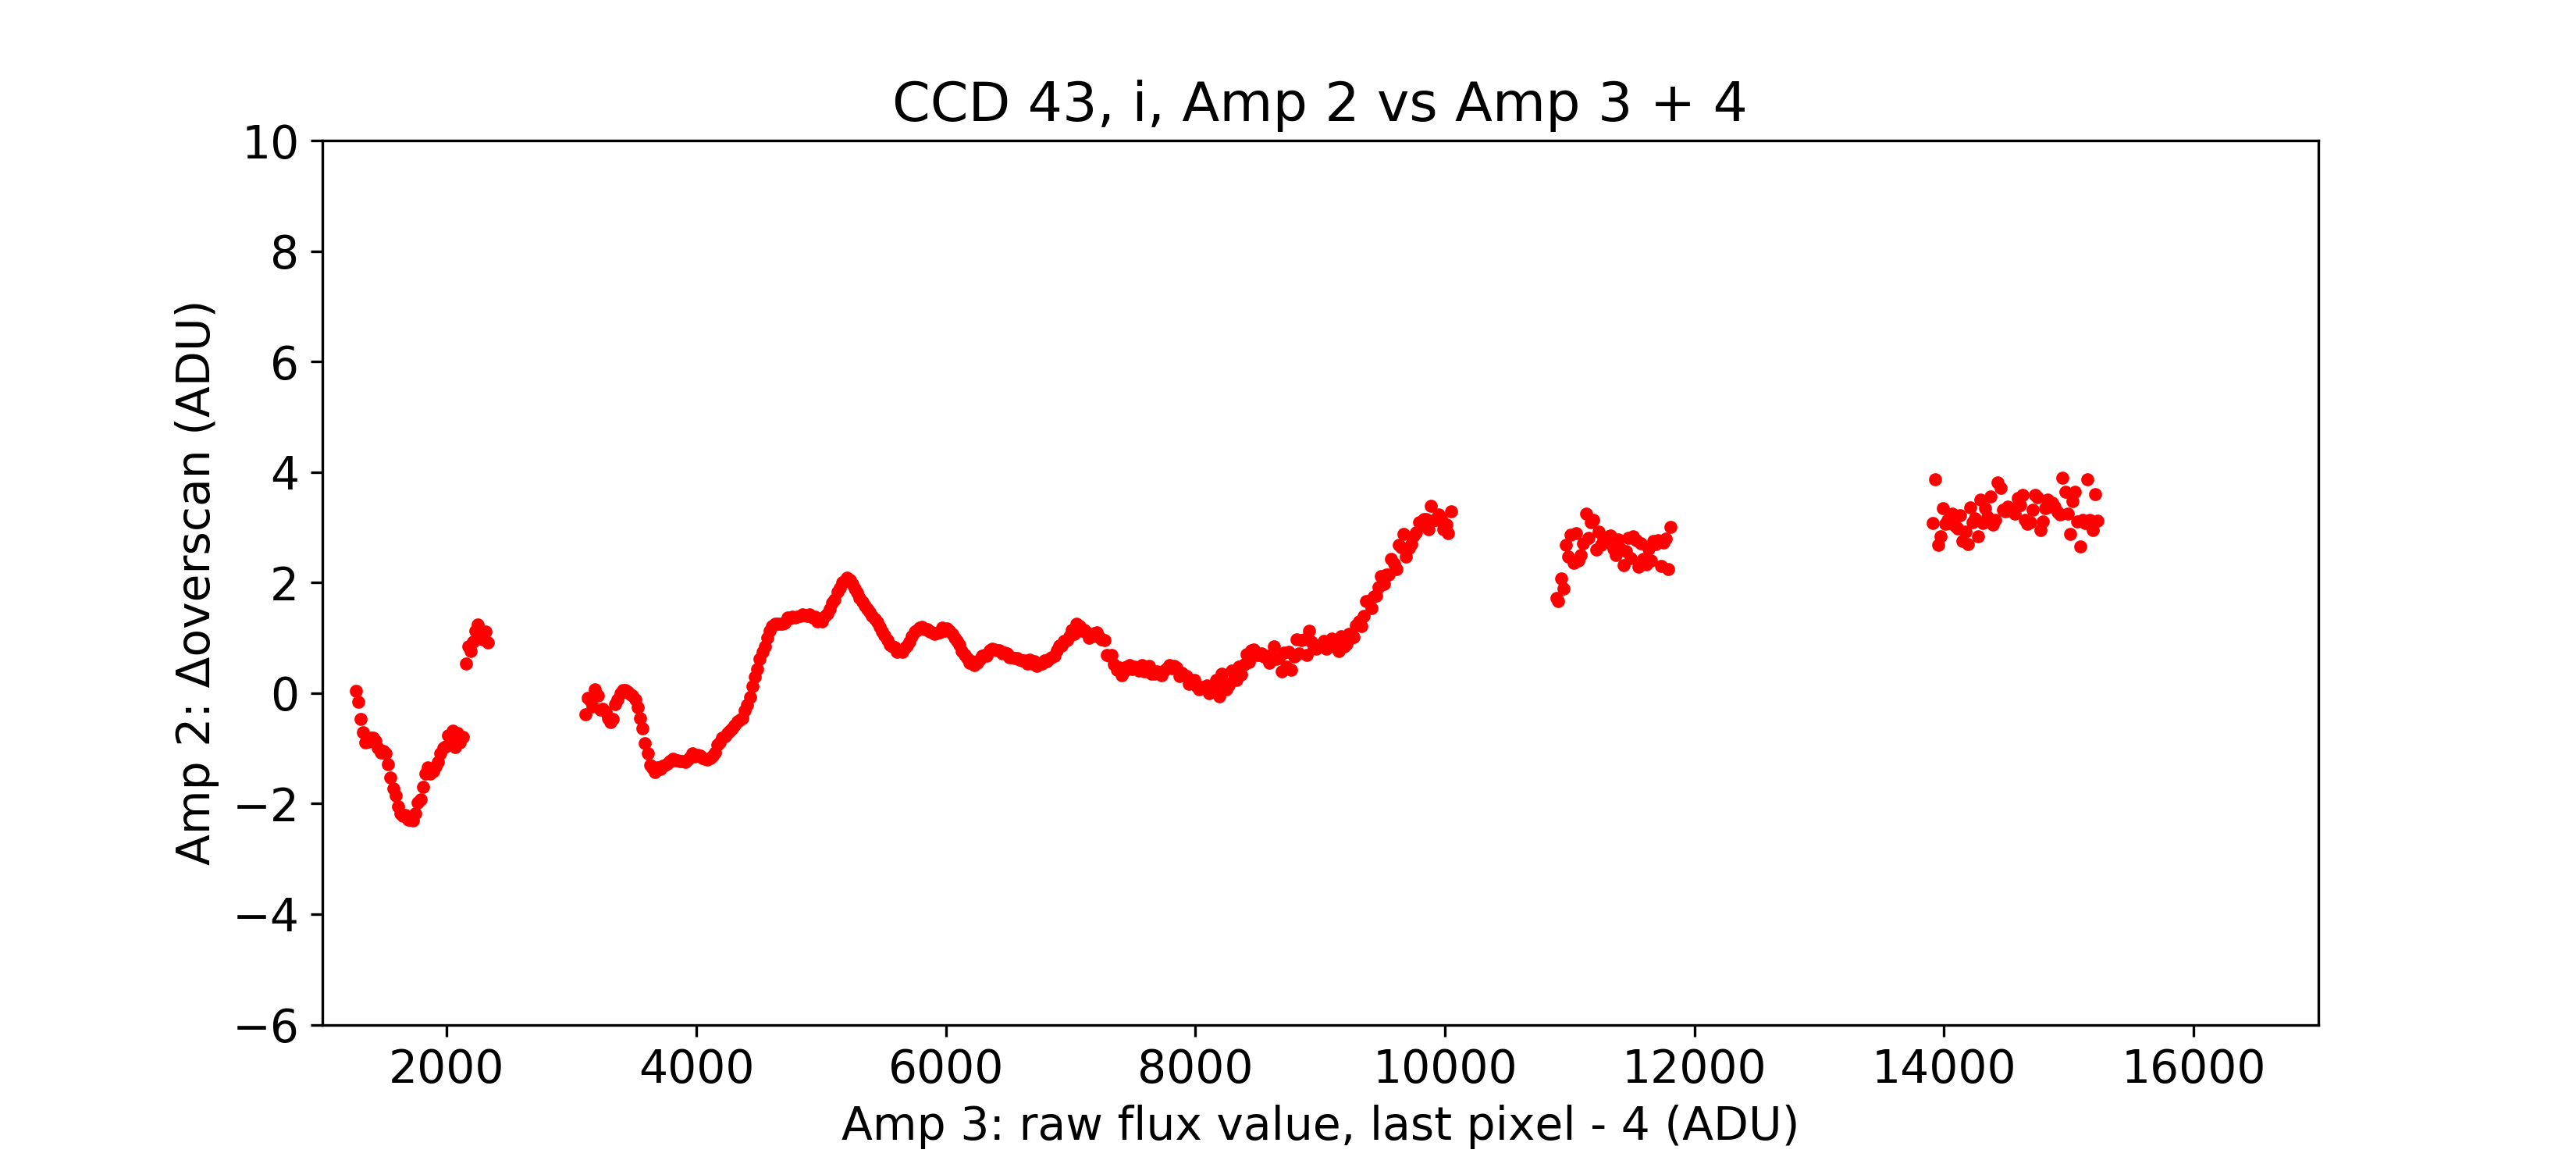 CCD 43, i, Amp 2 vs Amp 3 + 4
10
8
6
4
2
0
−2
−4
−6
Amp 2: Δoverscan (ADU)
2000 4000 6000 8000 10000 12000 14000 16000
Amp 3: raw flux value, last pixel - 4 (ADU)